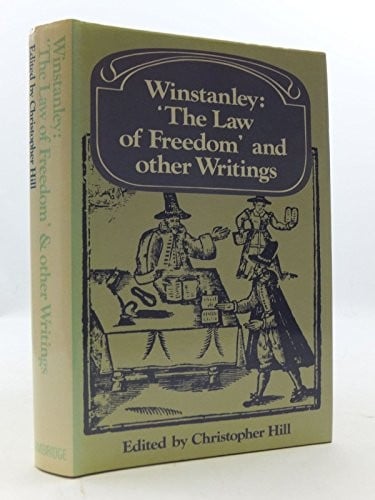 Winstanley:
'The Law of Freedom' & other Writings
Edited by Christopher Hill
Winstanley:
'The Law
of Freedom' and
other Writings
Edited by Christopher Hill